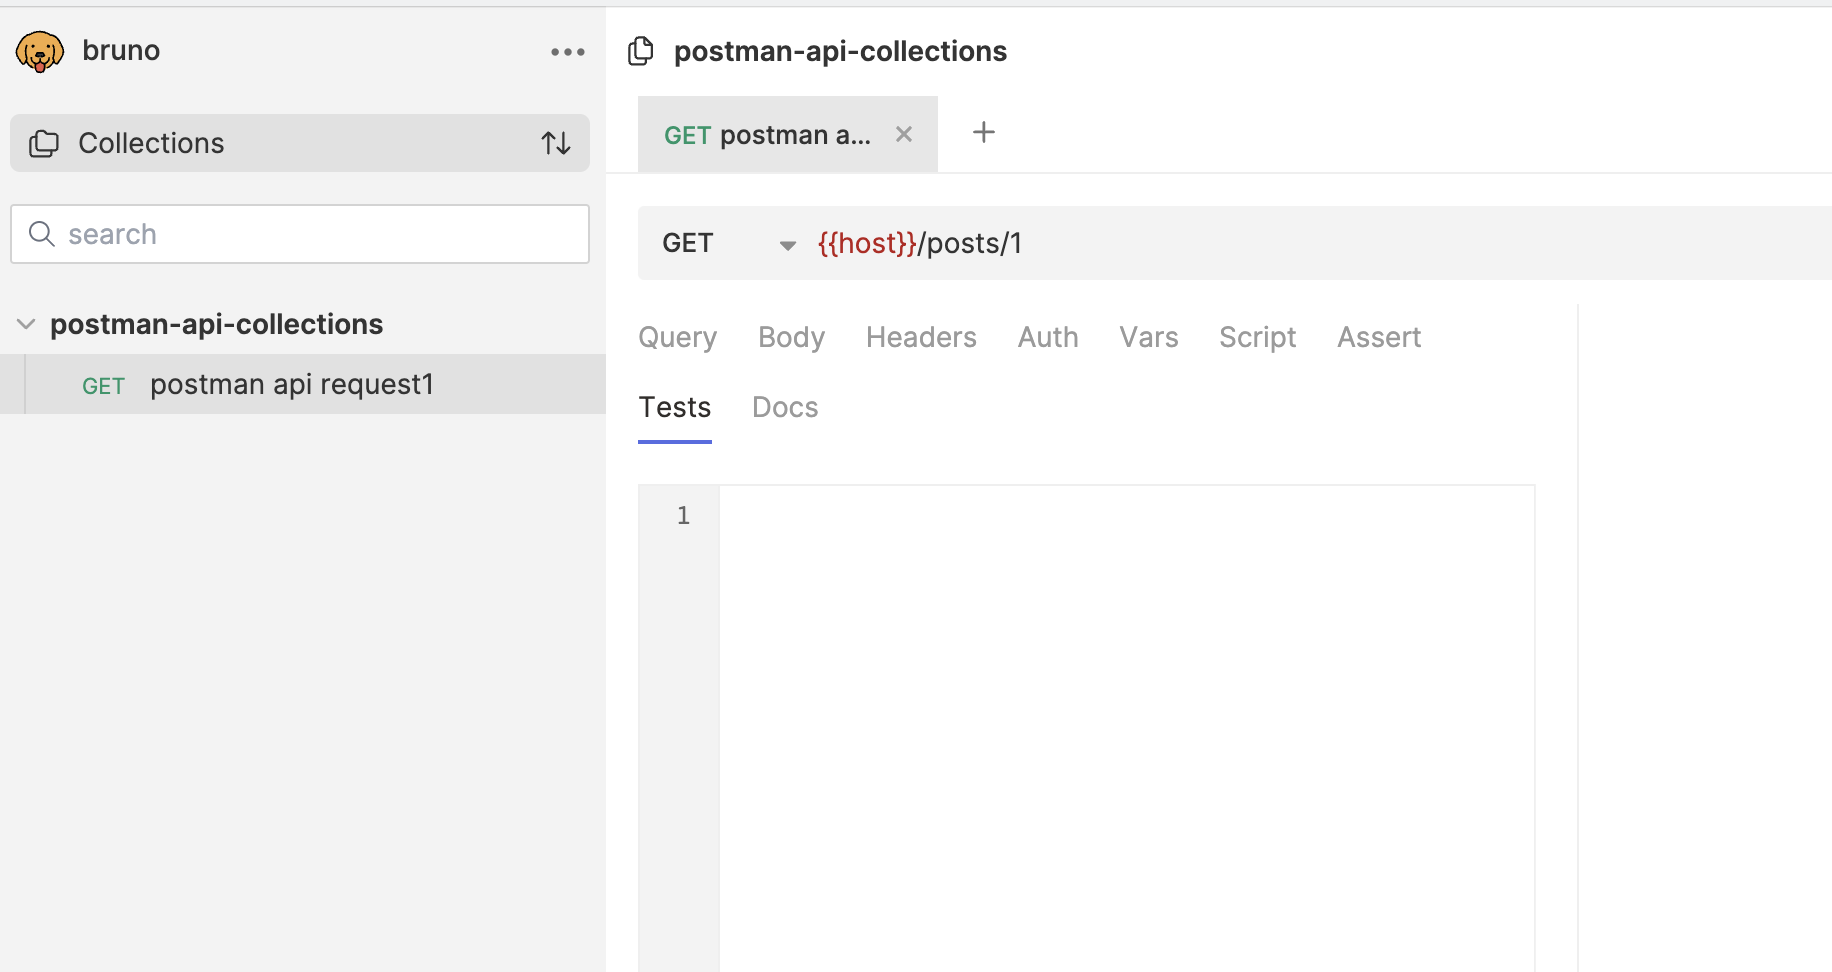 bruno
Collections
search
postman-api-collections
GET postman api request1
postman-api-collections
GET postman a...
GET {{host}}/posts/1
Query Body Headers Auth Vars Script Assert
Tests Docs
1